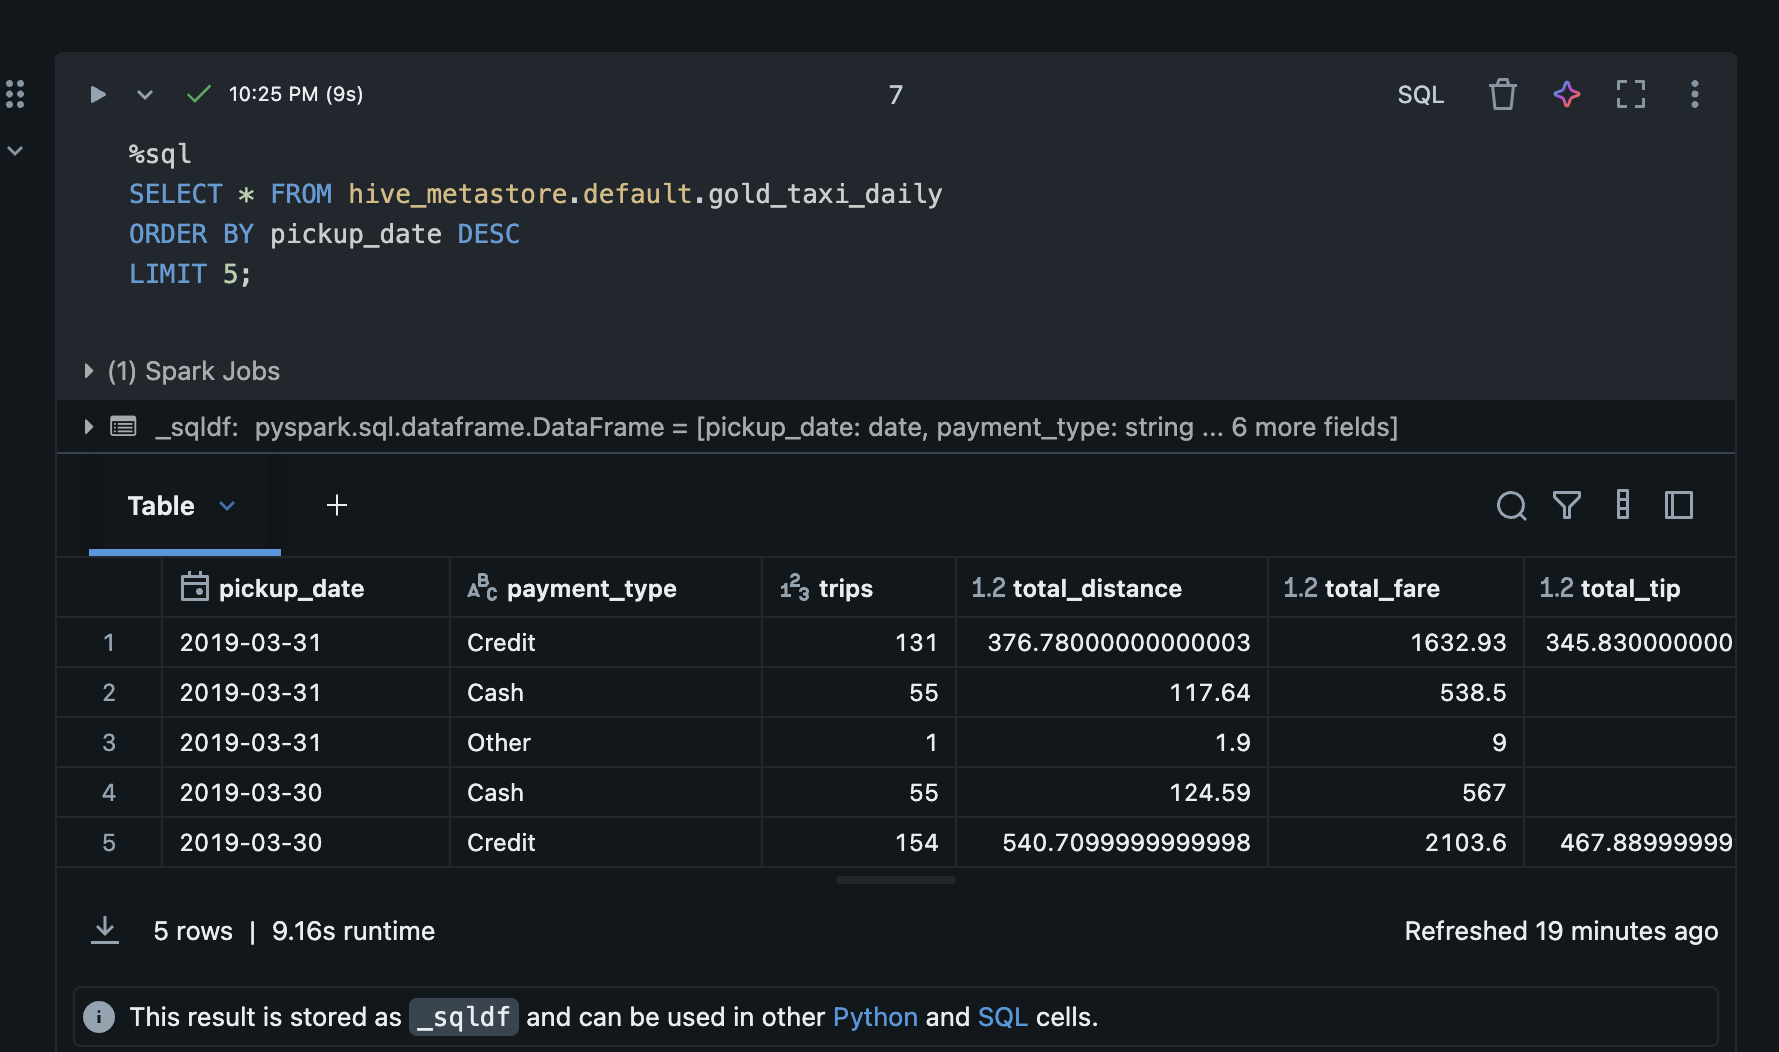 10:25 PM (9s)
7
SQL
%sql
SELECT * FROM hive_metastore.default.gold_taxi_daily
ORDER BY pickup_date DESC
LIMIT 5;
(1) Spark Jobs
_sqldf: pyspark.sql.dataframe.DataFrame = [pickup_date: date, payment_type: string ... 6 more fields]
Table
+
pickup_date ABC payment_type 123 trips 1.2 total_distance 1.2 total_fare 1.2 total_tip
1 2019-03-31 Credit 131 376.78000000000003 1632.93 345.830000000
2 2019-03-31 Cash 55 117.64 538.5
3 2019-03-31 Other 1 1.9 9
4 2019-03-30 Cash 55 124.59 567
5 2019-03-30 Credit 154 540.7099999999998 2103.6 467.88999999
5 rows | 9.16s runtime
Refreshed 19 minutes ago
This result is stored as _sqldf and can be used in other Python and SQL cells.